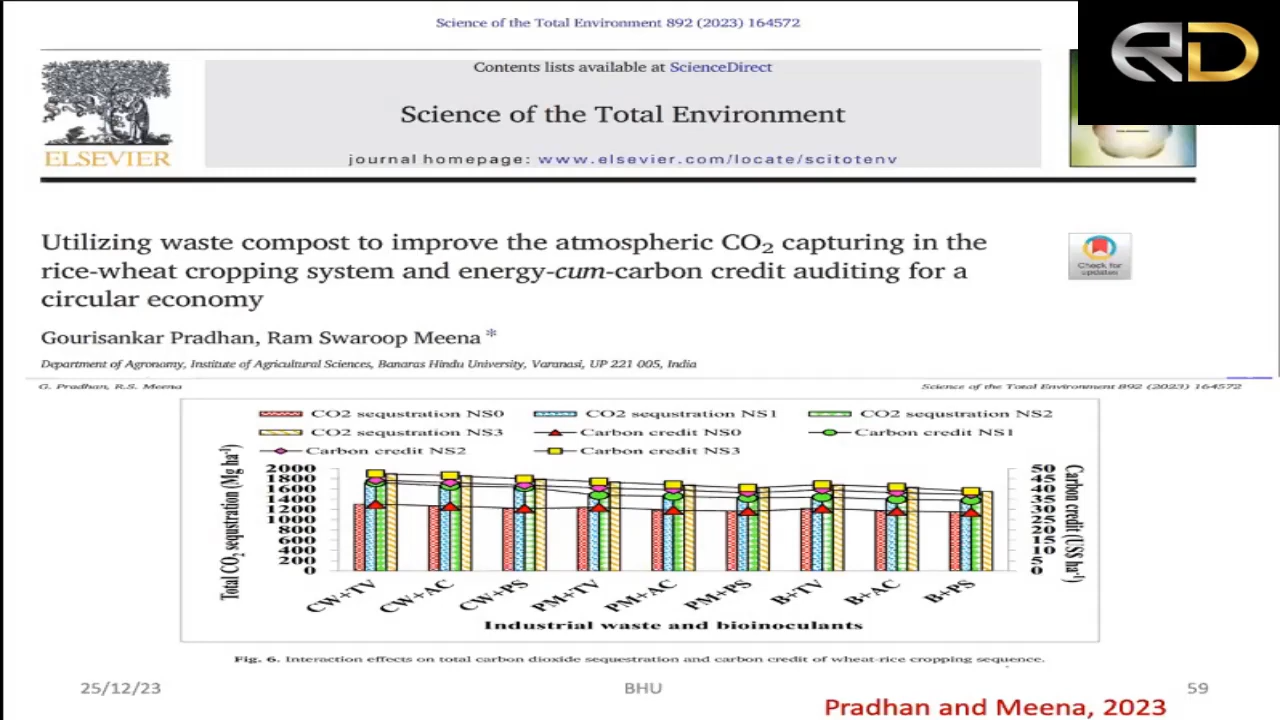 Science of the Total Environment 892 (2023) 164572
RD
Contents lists available at ScienceDirect
Science of the Total Environment
journal homepage: www.elsevier.com/locate/scitotenv
ELSEVIER
Utilizing waste compost to improve the atmospheric CO₂ capturing in the
rice-wheat cropping system and energy-cum-carbon credit auditing for a
circular economy
Check for
updates
Gourisankar Pradhan, Ram Swaroop Meena *
Department of Agronomy, Institute of Agricultural Sciences, Banaras Hindu University, Varanasi, UP 221 005, India
G. Pradhan, R.S. Meena
Science of the Total Environment 892 (2023) 164572
CO2 sequstration NS0 CO2 sequstration NS1 CO2 sequstration NS2
CO2 sequstration NS3 Carbon credit NS0 Carbon credit NS1
Carbon credit NS2 Carbon credit NS3
Total CO₂ sequstration (Mg ha⁻¹)
2000
1800
1600
1400
1200
1000
800
600
400
200
0
50
45
40
35
30
25
20
15
10
5
0
Carbon credit (US$ ha⁻¹)
CW+TV
CW+AC
CW+PS
PM+TV
PM+AC
PM+PS
B+TV
B+AC
B+PS
Industrial waste and bioinoculants
Fig. 6. Interaction effects on total carbon dioxide sequestration and carbon credit of wheat-rice cropping sequence.
25/12/23
BHU
59
Pradhan and Meena, 2023